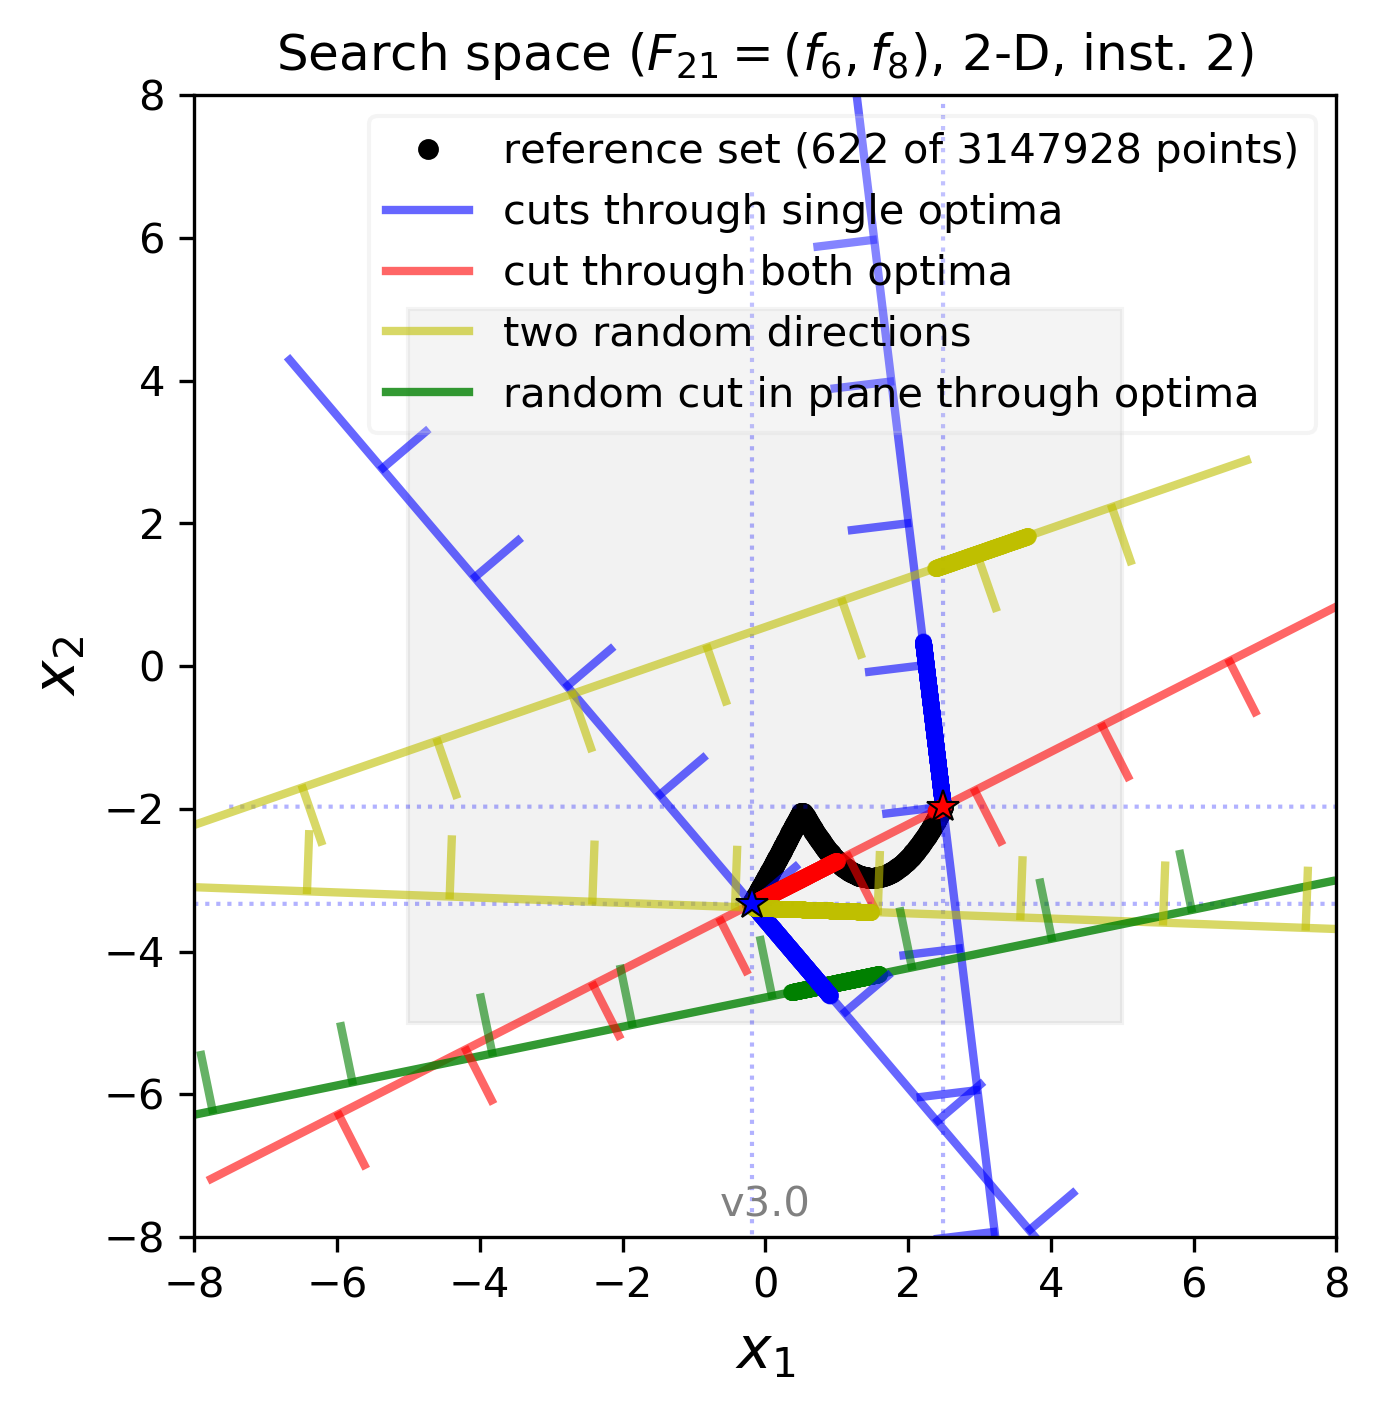 Search space (F21 = (f6, f8), 2-D, inst. 2)
8
reference set (622 of 3147928 points)
cuts through single optima
6
cut through both optima
two random directions
4
random cut in plane through optima
2
x2
0
−2
−4
−6
v3.0
−8
−8 −6 −4 −2 0 2 4 6 8
x1